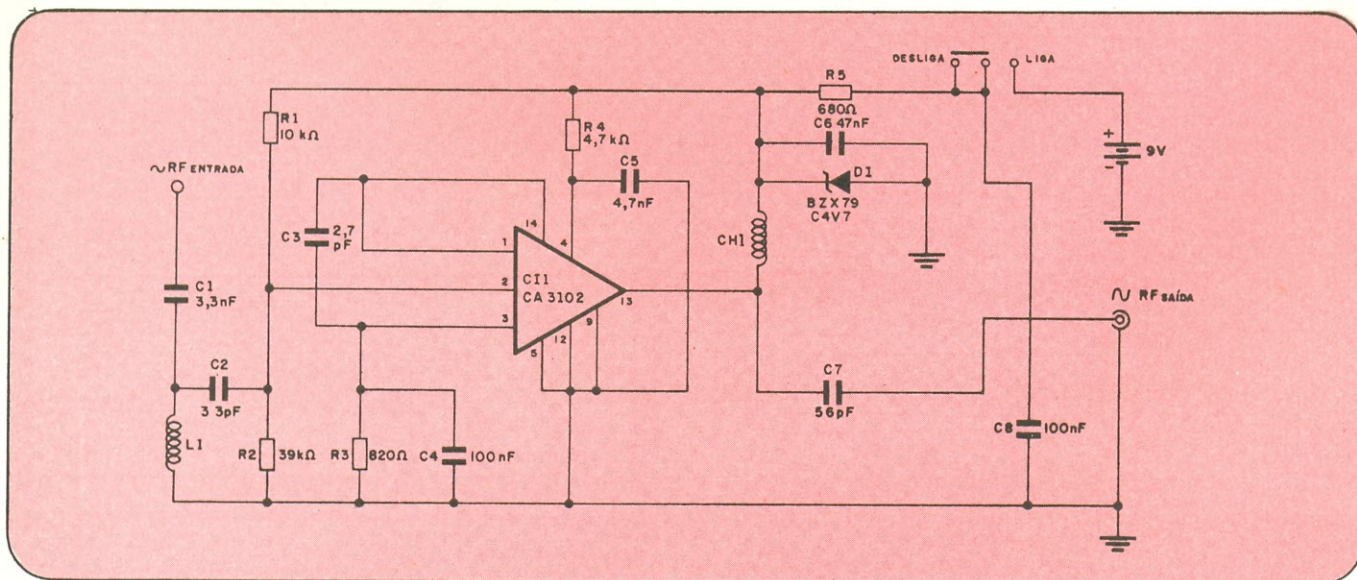 DESLIGA
LIGA
R5
680Ω
C6 47nF
R1
10 kΩ
R4
4,7kΩ
+
9V
-
∿RF ENTRADA
C5
4,7nF
D1
BZX79
C4V7
C3
2,7
pF
14
4
1
CH1
CI1
CA 3102
2
13
3
9
12
5
∿ RF SAÍDA
C1
3,3nF
C2
3 3pF
C7
56pF
L1
R2
39kΩ
R3
820Ω
C4
100nF
C8
100nF